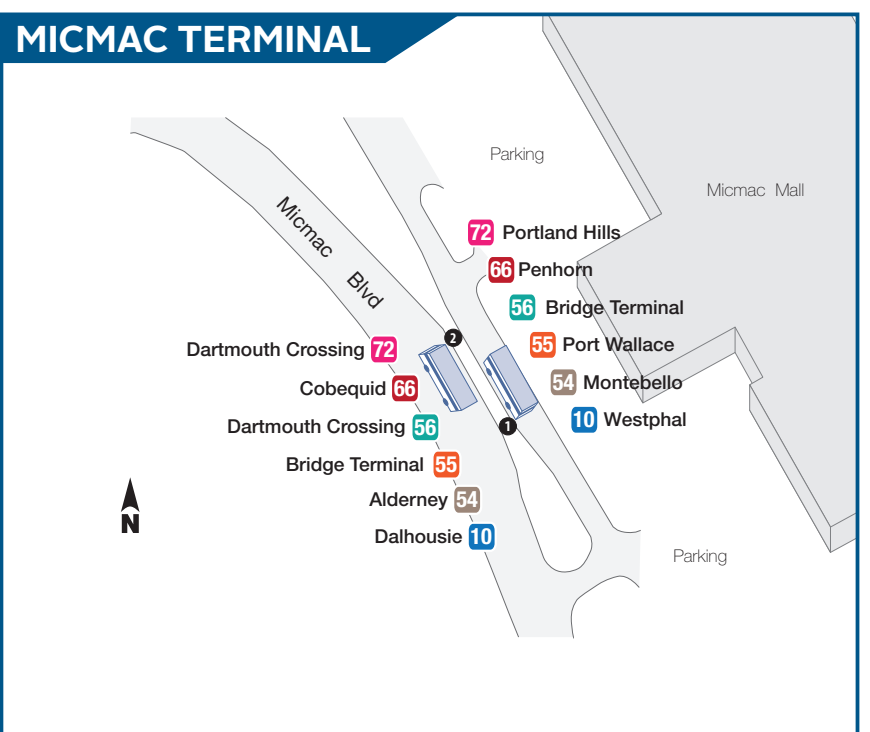 MICMAC TERMINAL
Parking
Micmac Mall
Micmac Blvd
72 Portland Hills
66 Penhorn
56 Bridge Terminal
55 Port Wallace
54 Montebello
10 Westphal
2
1
Dartmouth Crossing 72
Cobequid 66
Dartmouth Crossing 56
Bridge Terminal 55
Alderney 54
Dalhousie 10
N
Parking